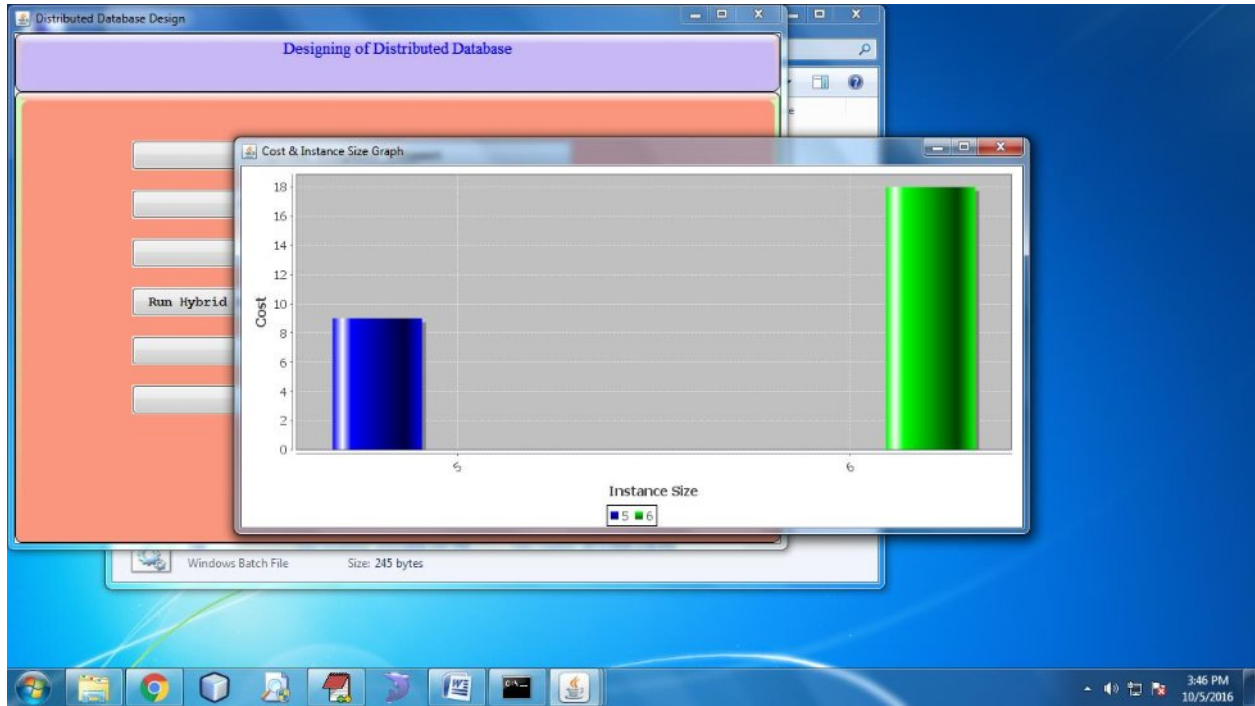 Distributed Database Design
Designing of Distributed Database
Cost & Instance Size Graph
Run Hybrid
Cost
18
16
14
12
10
8
6
4
2
0
5
6
Instance Size
5 6
Windows Batch File Size: 245 bytes
3:46 PM
10/5/2016